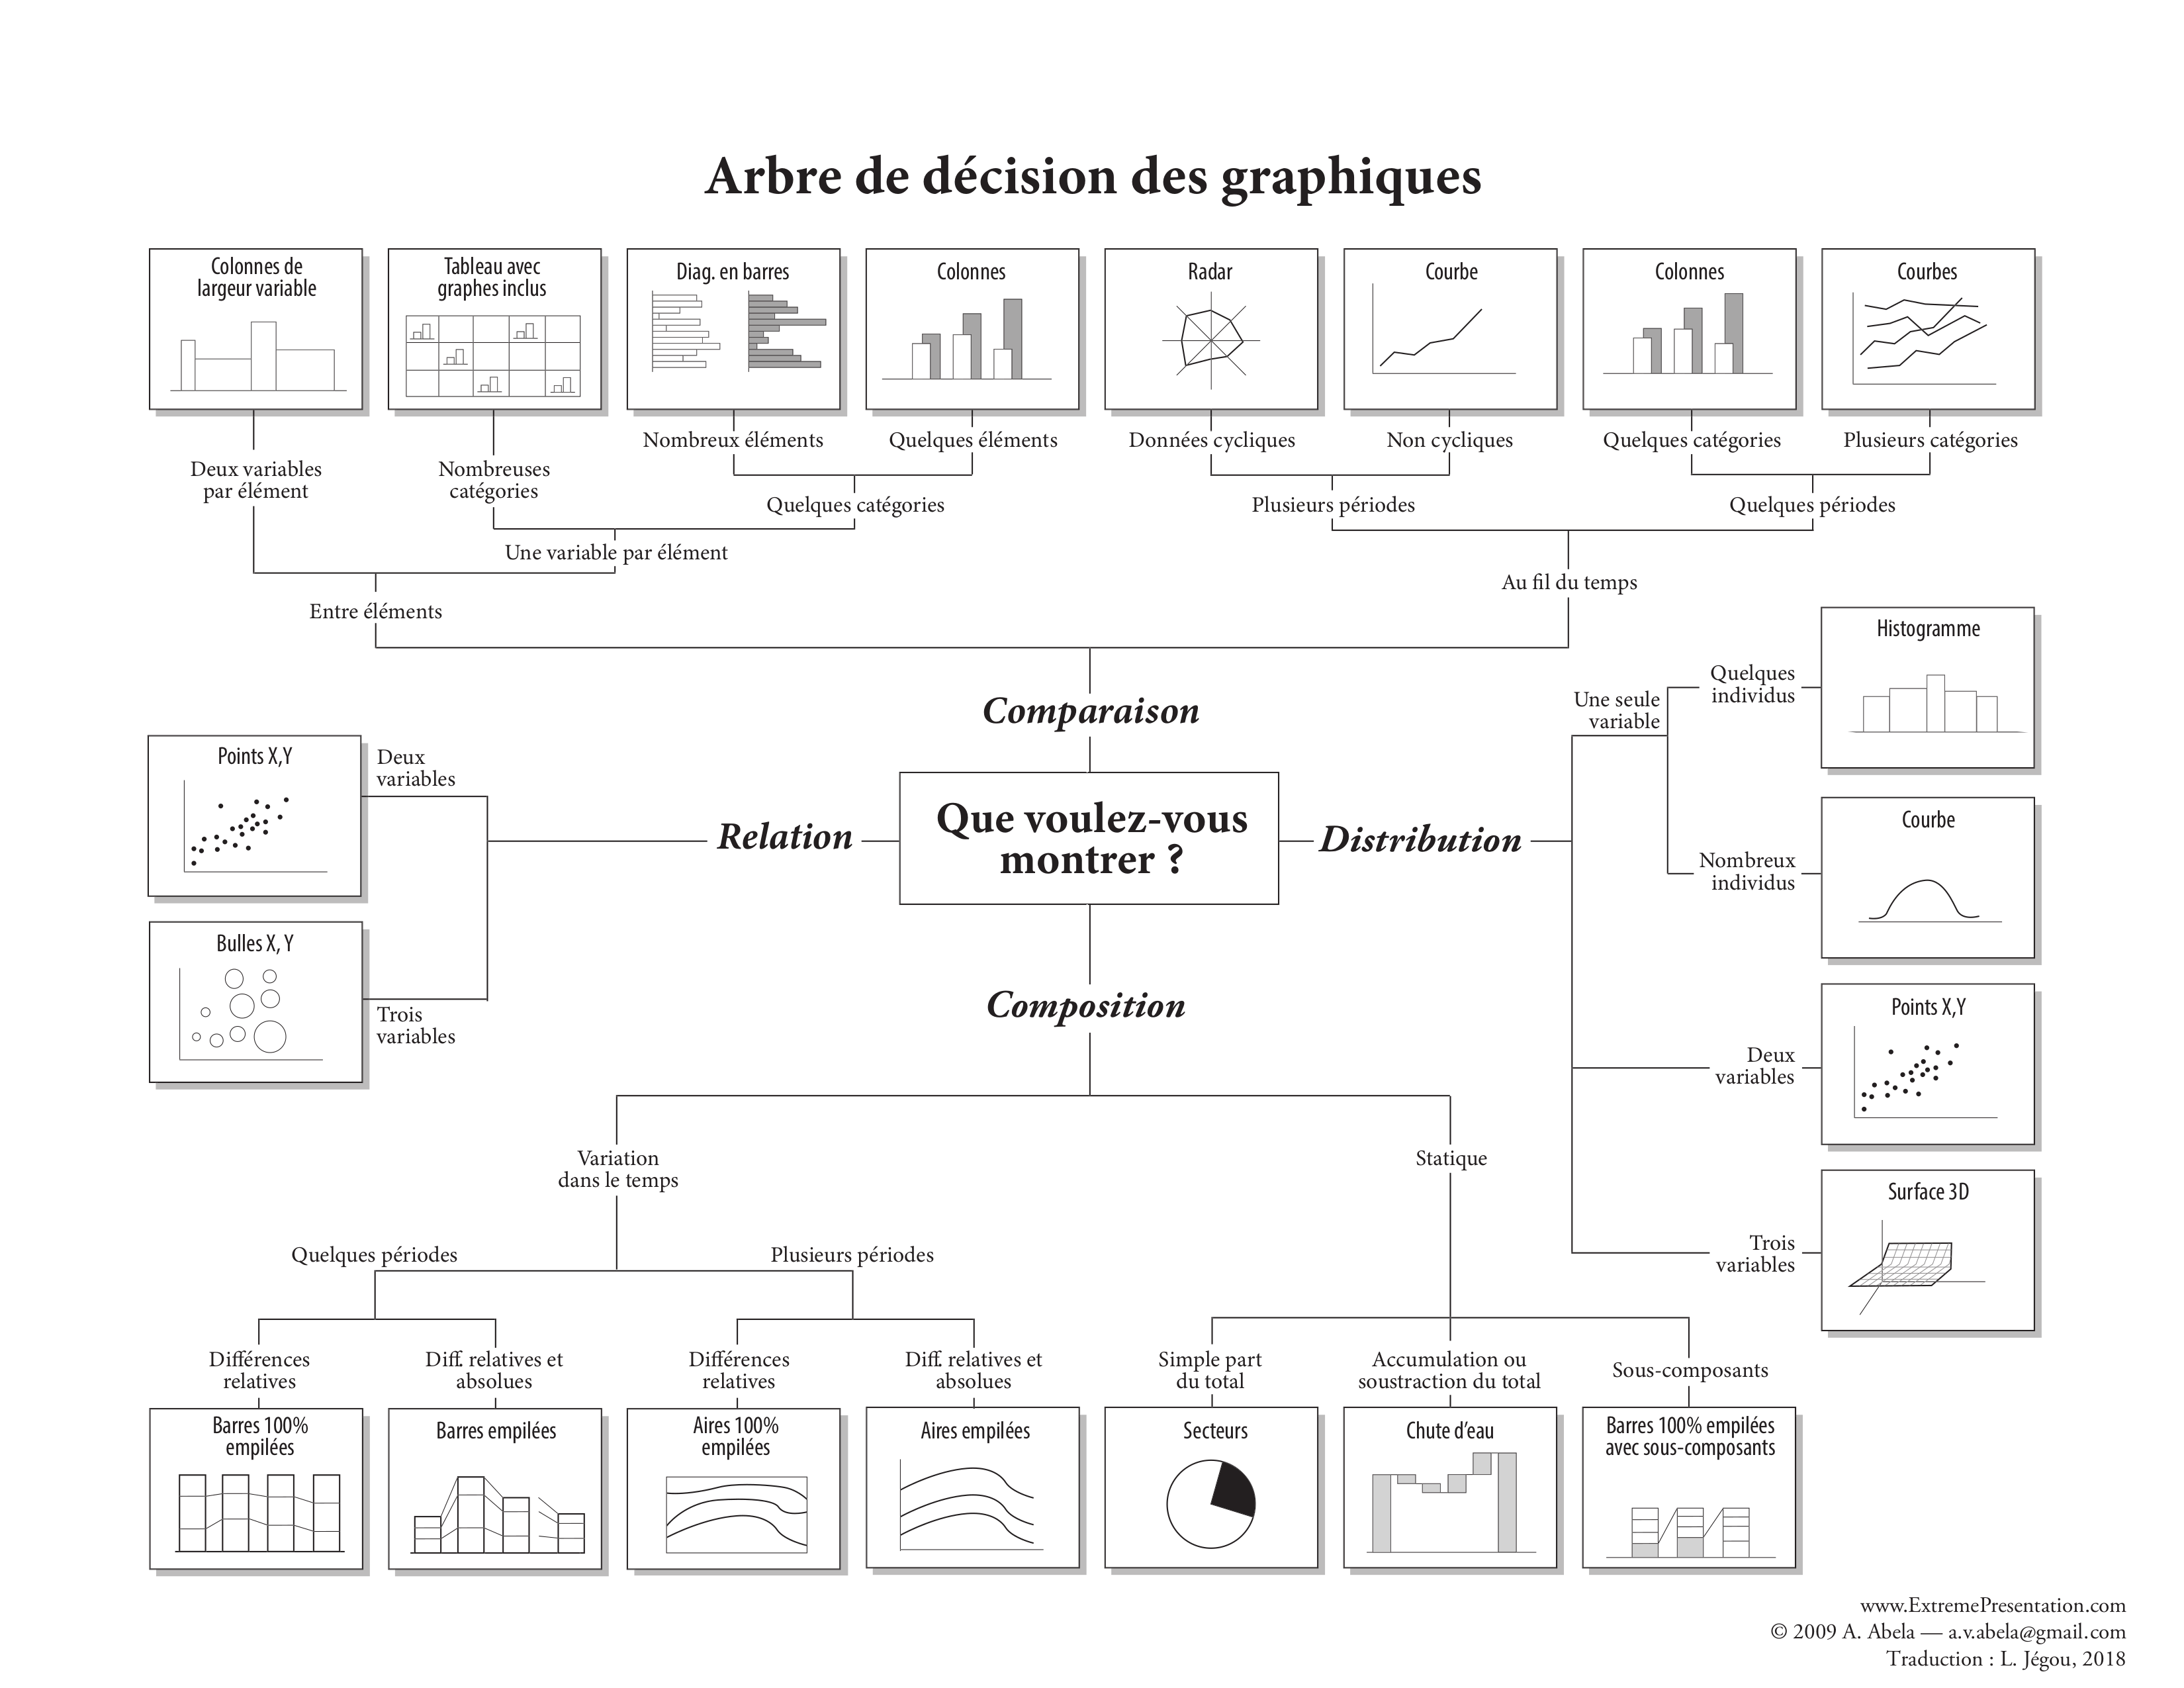 Arbre de décision des graphiques
Colonnes de
largeur variable
Tableau avec
graphes inclus
Diag. en barres
Colonnes
Radar
Courbe
Colonnes
Courbes
Nombreux éléments
Quelques éléments
Données cycliques
Non cycliques
Quelques catégories
Plusieurs catégories
Deux variables
par élément
Nombreuses
catégories
Quelques catégories
Plusieurs périodes
Quelques périodes
Une variable par élément
Entre éléments
Au fil du temps
Comparaison
Que voulez-vous
montrer ?
Relation
Deux
variables
Points X,Y
Bulles X, Y
Trois
variables
Distribution
Une seule
variable
Quelques
individus
Histogramme
Nombreux
individus
Courbe
Deux
variables
Points X,Y
Trois
variables
Surface 3D
Composition
Variation
dans le temps
Statique
Quelques périodes
Plusieurs périodes
Différences
relatives
Diff. relatives et
absolues
Différences
relatives
Diff. relatives et
absolues
Simple part
du total
Accumulation ou
soustraction du total
Sous-composants
Barres 100%
empilées
Barres empilées
Aires 100%
empilées
Aires empilées
Secteurs
Chute d'eau
Barres 100% empilées
avec sous-composants
www.ExtremePresentation.com
© 2009 A. Abela — a.v.abela@gmail.com
Traduction : L. Jégou, 2018